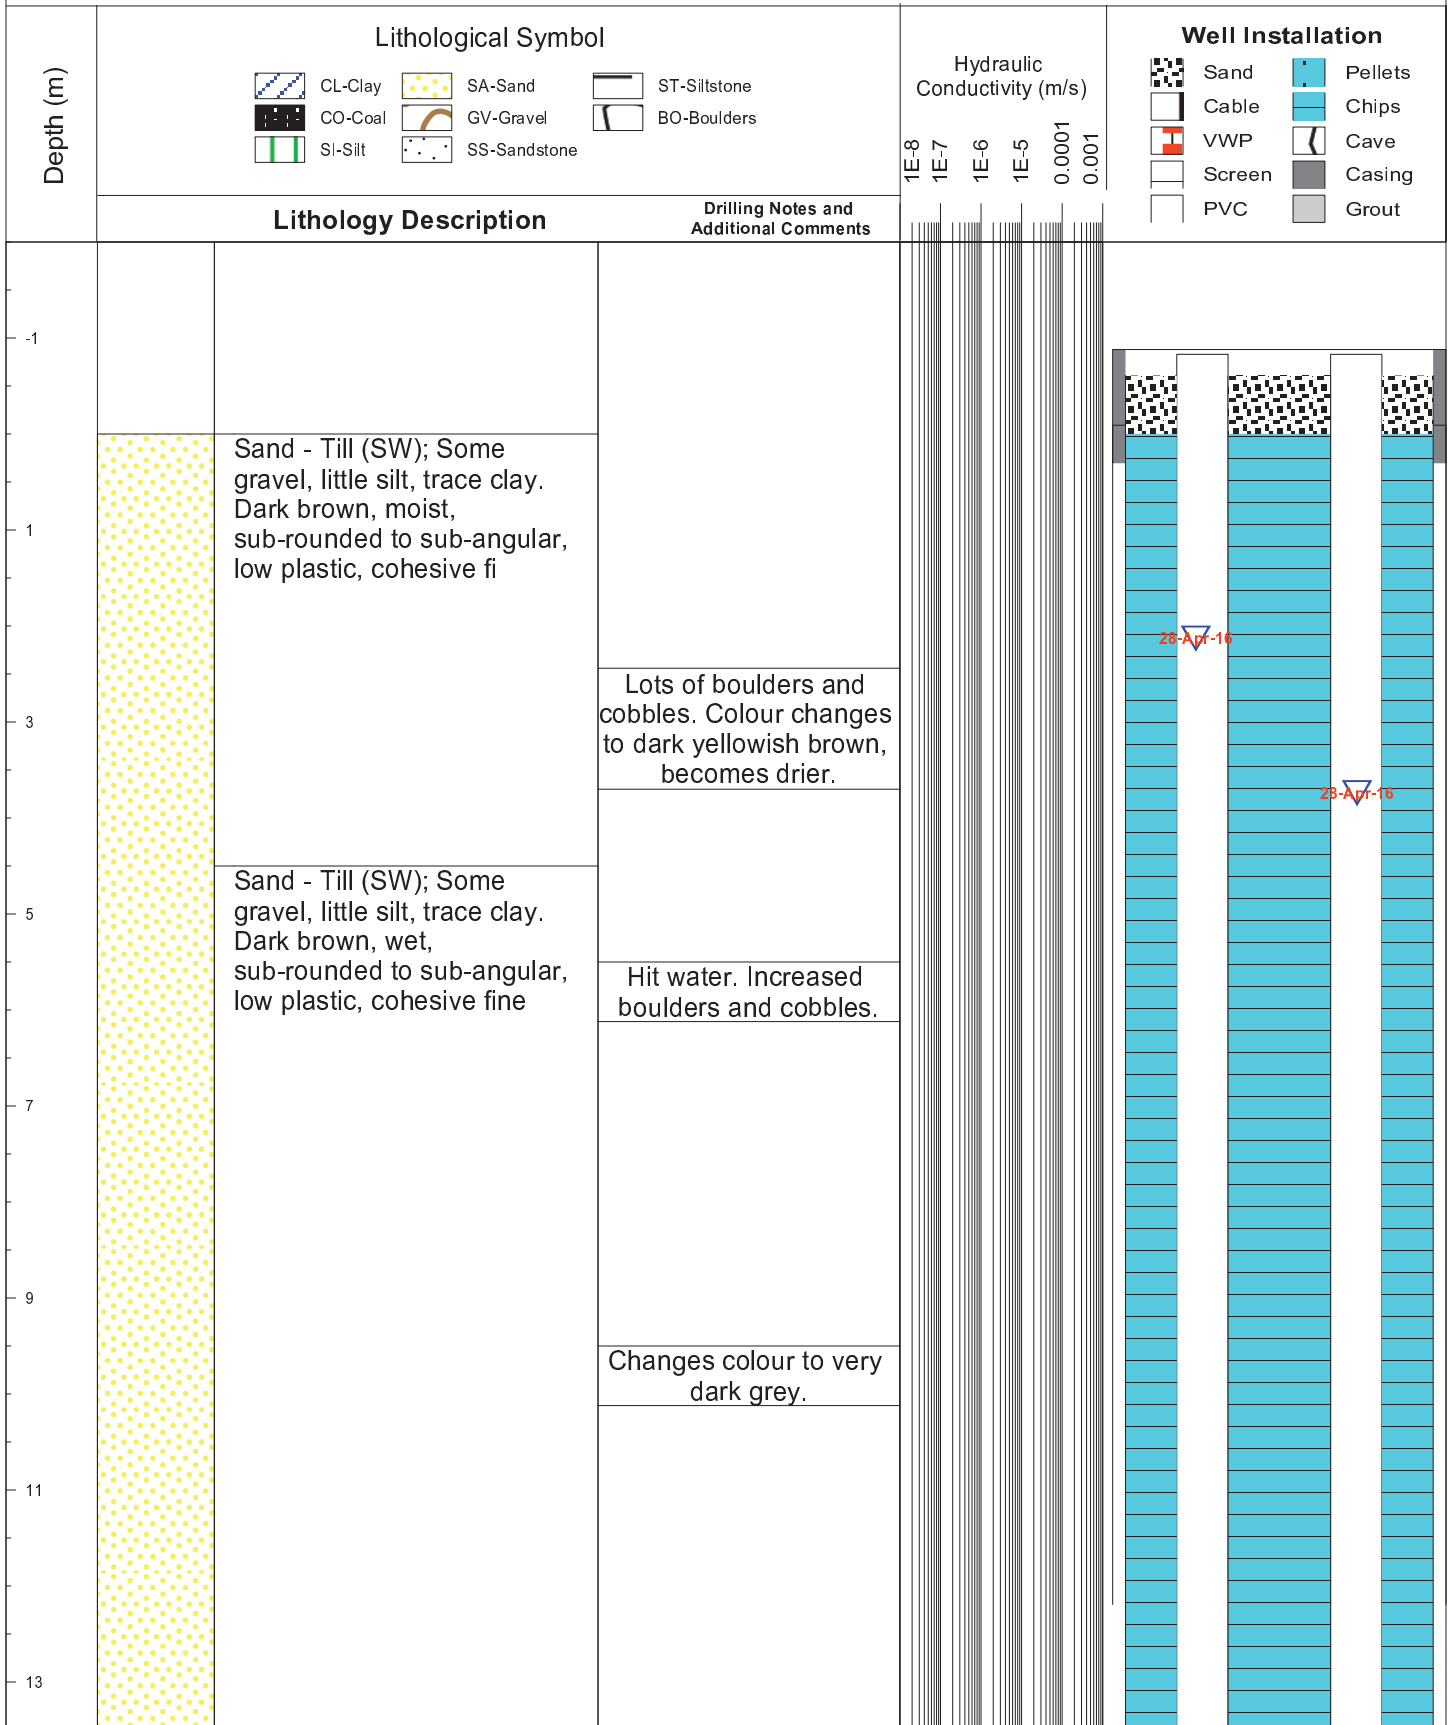 Depth (m)
Lithological Symbol
CL-Clay
SA-Sand
ST-Siltstone
CO-Coal
GV-Gravel
BO-Boulders
SI-Silt
SS-Sandstone
Lithology Description
Drilling Notes and
Additional Comments
Hydraulic
Conductivity (m/s)
1E-8
1E-7
1E-6
1E-5
0.0001
0.001
Well Installation
Sand
Pellets
Cable
Chips
VWP
Cave
Screen
Casing
PVC
Grout
-1
Sand - Till (SW); Some
gravel, little silt, trace clay.
Dark brown, moist,
sub-rounded to sub-angular,
low plastic, cohesive fi
1
28-Apr-16
Lots of boulders and
cobbles. Colour changes
to dark yellowish brown,
becomes drier.
3
23-Apr-16
Sand - Till (SW); Some
gravel, little silt, trace clay.
Dark brown, wet,
sub-rounded to sub-angular,
low plastic, cohesive fine
5
Hit water. Increased
boulders and cobbles.
7
9
Changes colour to very
dark grey.
11
13